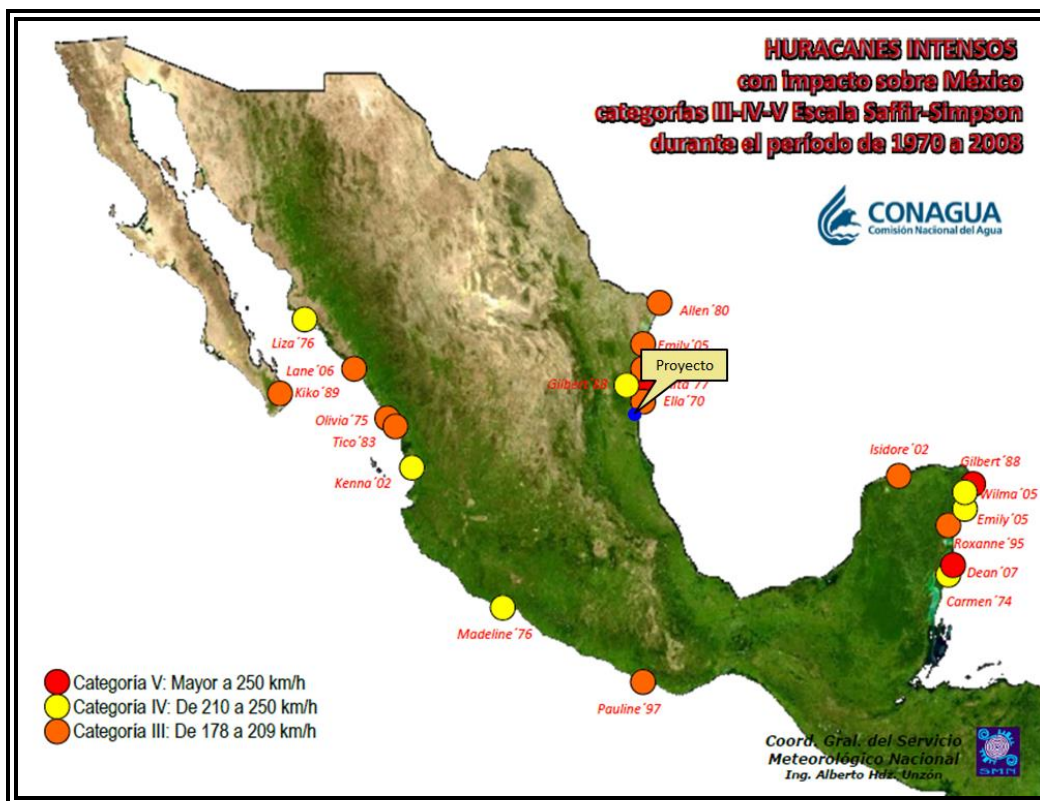 HURACANES INTENSOS
con impacto sobre México
categorías III-IV-V Escala Saffir-Simpson
durante el período de 1970 a 2008
CONAGUA
Comisión Nacional del Agua
Allen´80
Emily´05
Proyecto
Gilbert´88
Ella´70
Liza´76
Lane´06
Kiko´89
Olivia´75
Tico´83
Kenna´02
Isidore´02
Gilbert´88
Wilma´05
Emily´05
Roxanne´95
Dean´07
Carmen´74
Madeline´76
Pauline´97
Categoría V: Mayor a 250 km/h
Categoría IV: De 210 a 250 km/h
Categoría III: De 178 a 209 km/h
Coord. Gral. del Servicio
Meteorológico Nacional
Ing. Alberto Hdz. Unzón
SMN